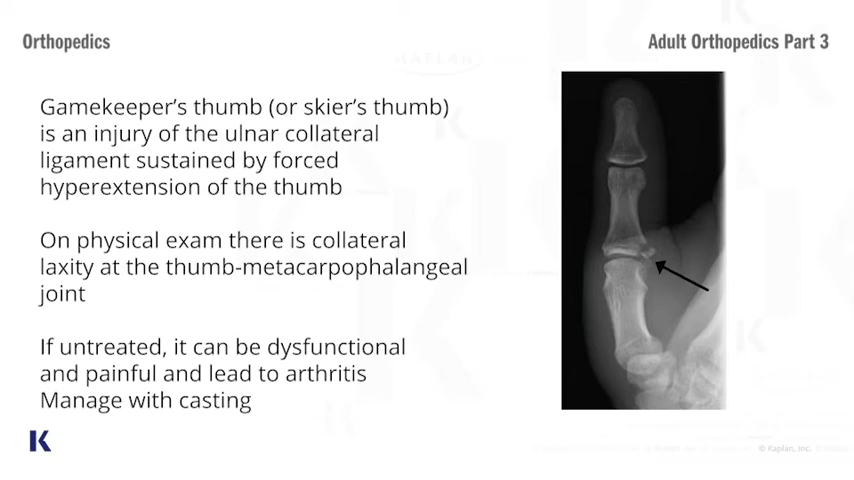 Orthopedics
Adult Orthopedics Part 3
Gamekeeper's thumb (or skier's thumb)
is an injury of the ulnar collateral
ligament sustained by forced
hyperextension of the thumb
On physical exam there is collateral
laxity at the thumb-metacarpophalangeal
joint
If untreated, it can be dysfunctional
and painful and lead to arthritis
Manage with casting
K
© Kaplan, Inc.